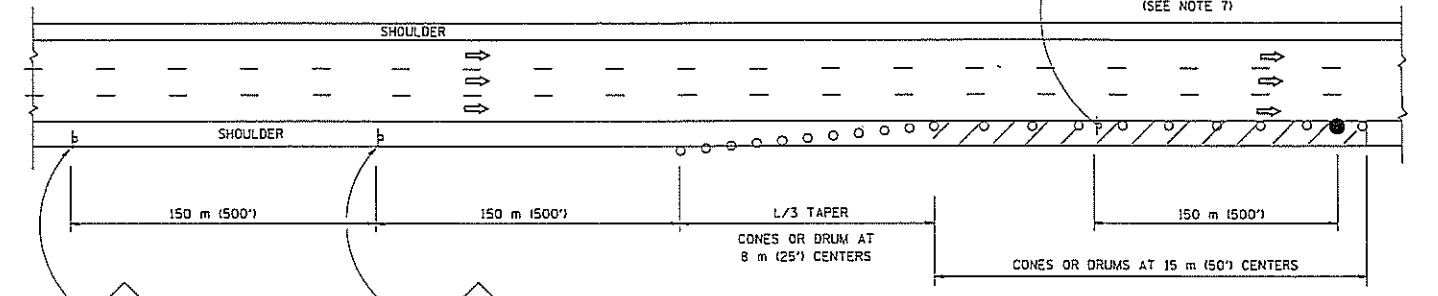 (SEE NOTE 7)
SHOULDER
SHOULDER
150 m (500')
150 m (500')
L/3 TAPER
150 m (500')
CONES OR DRUM AT
8 m (25') CENTERS
CONES OR DRUMS AT 15 m (50') CENTERS